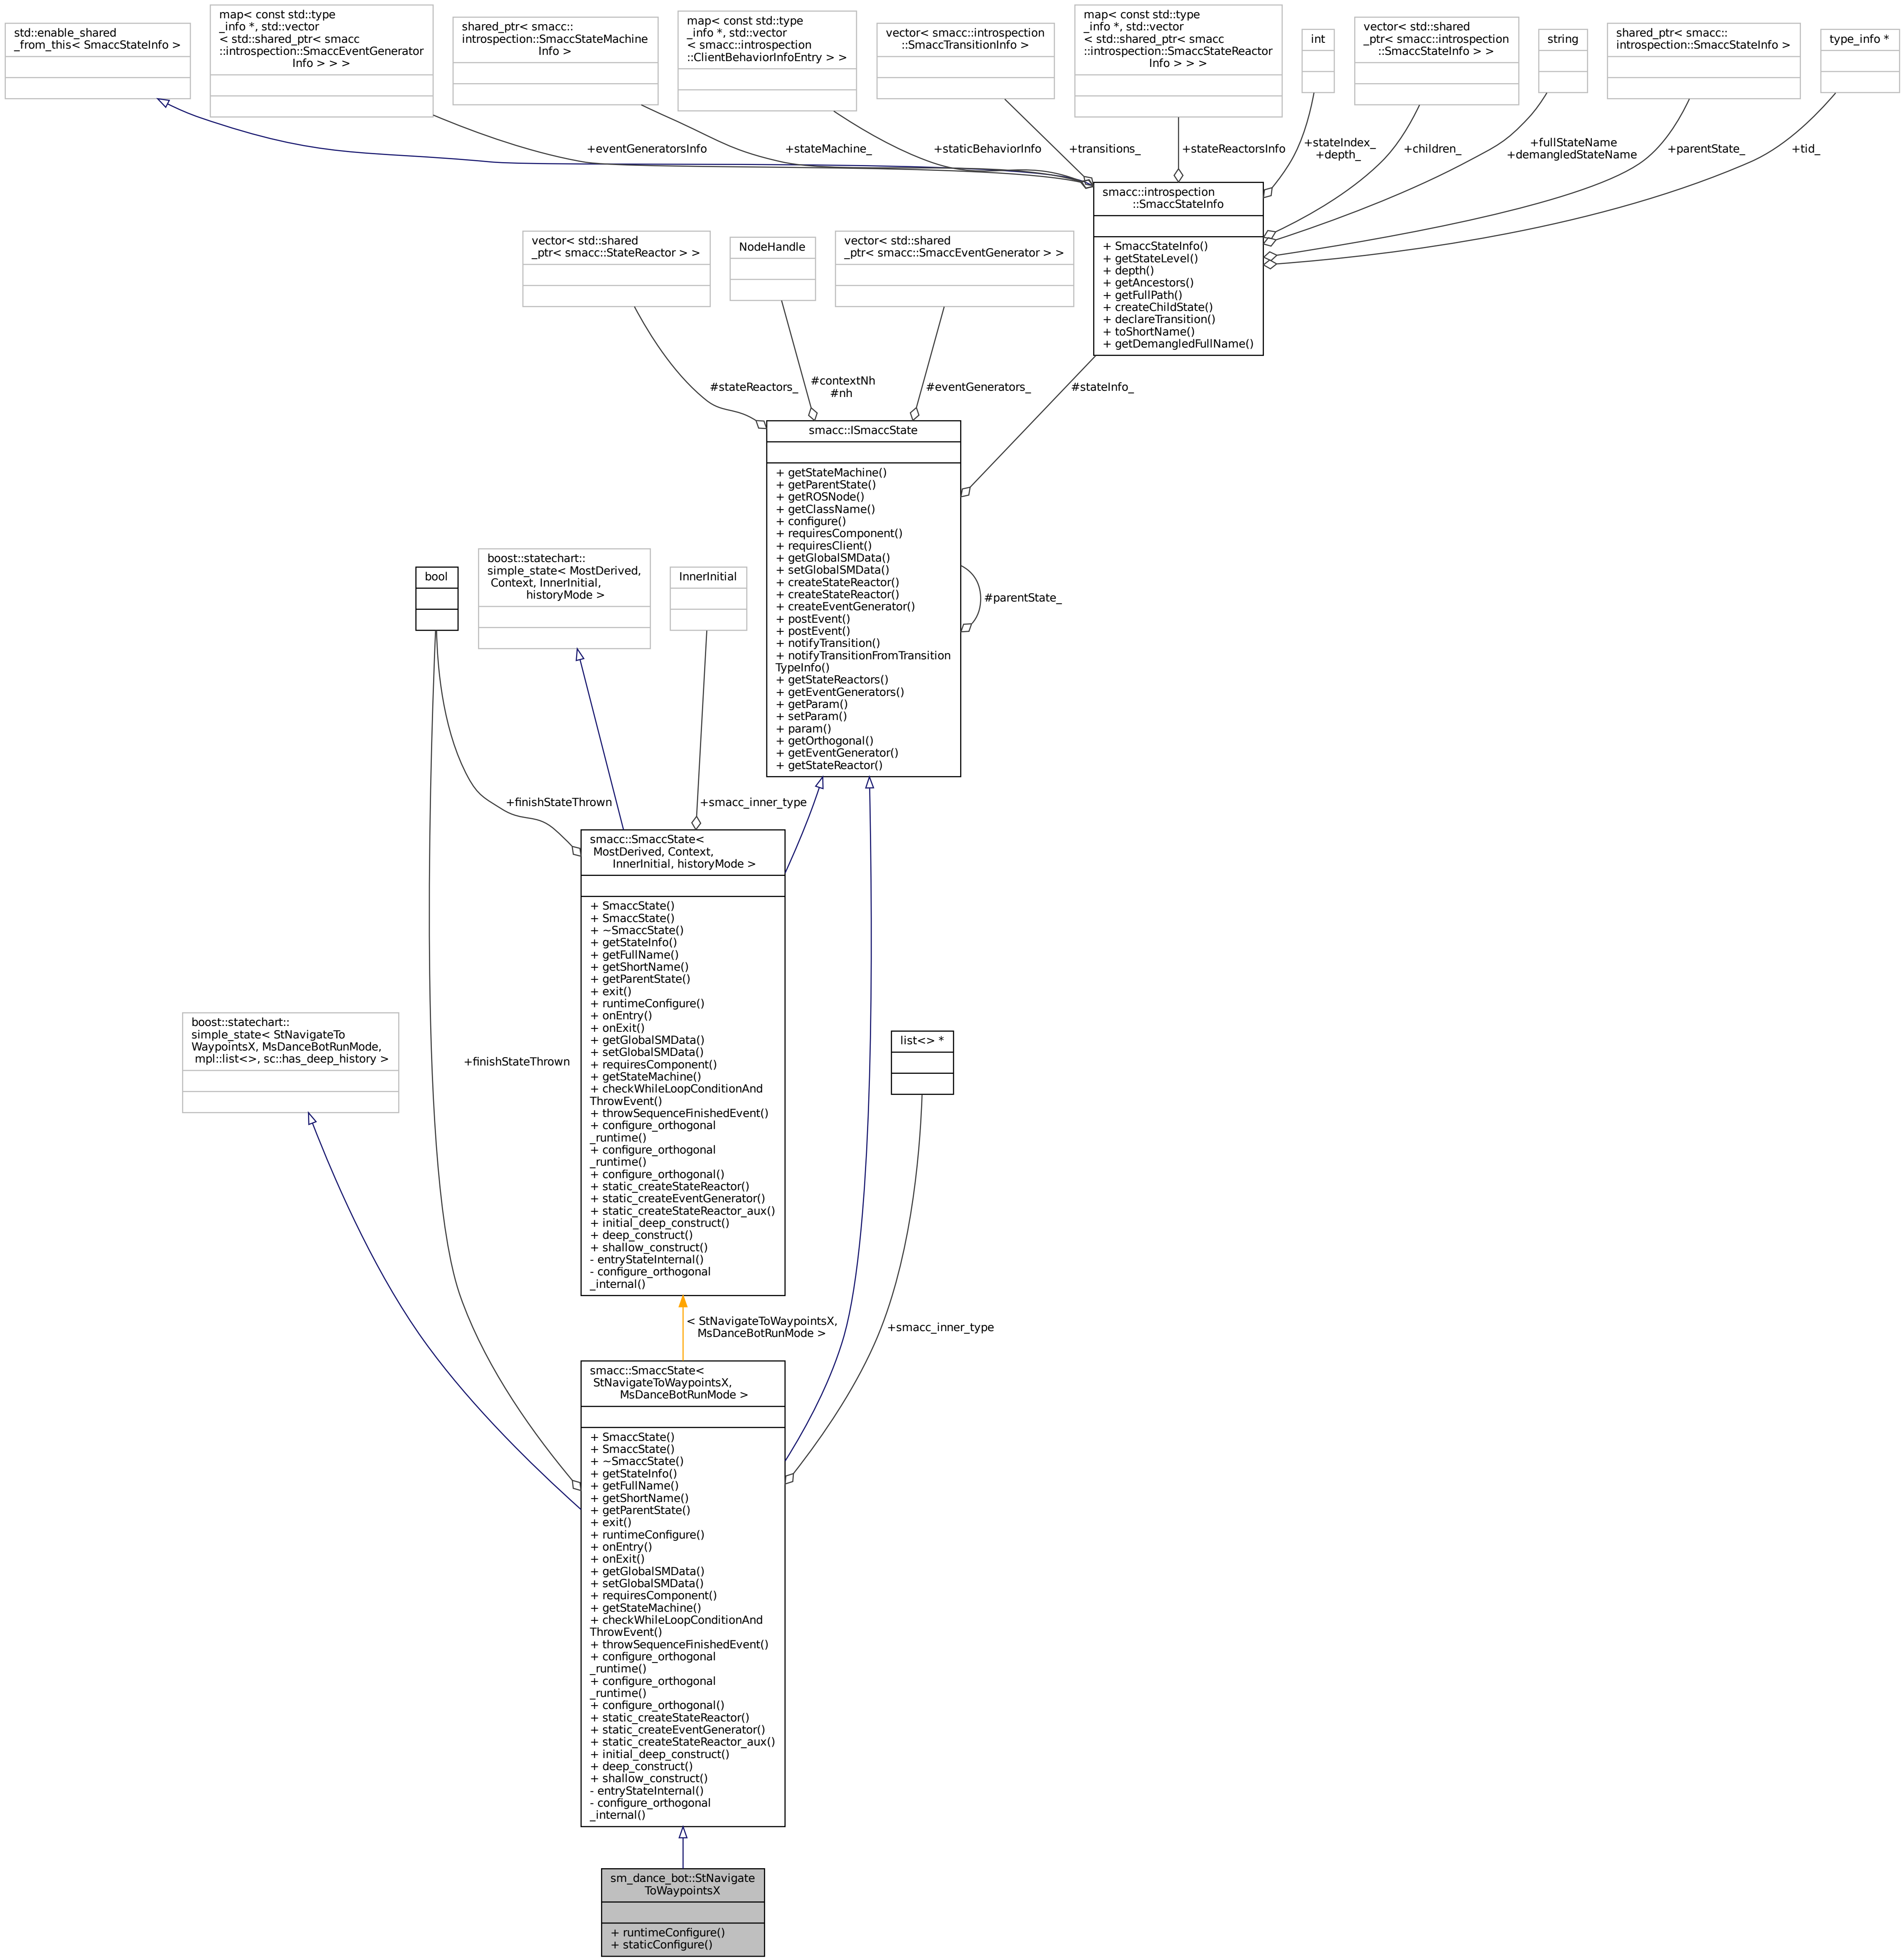 std::enable_shared
_from_this< SmaccStateInfo >
map< const std::type
_info *, std::vector
< std::shared_ptr< smacc
::introspection::SmaccEventGenerator
Info > > >
shared_ptr< smacc::
introspection::SmaccStateMachine
Info >
map< const std::type
_info *, std::vector
< smacc::introspection
::ClientBehaviorInfoEntry > >
vector< smacc::introspection
::SmaccTransitionInfo >
map< const std::type
_info *, std::vector
< std::shared_ptr< smacc
::introspection::SmaccStateReactor
Info > > >
int
vector< std::shared
_ptr< smacc::introspection
::SmaccStateInfo > >
string
shared_ptr< smacc::
introspection::SmaccStateInfo >
type_info *
+eventGeneratorsInfo
+stateMachine_
+staticBehaviorInfo
+transitions_
+stateReactorsInfo
+stateIndex_
+depth_
+children_
+fullStateName
+demangledStateName
+parentState_
+tid_
smacc::introspection
::SmaccStateInfo
+ SmaccStateInfo()
+ getStateLevel()
+ depth()
+ getAncestors()
+ getFullPath()
+ createChildState()
+ declareTransition()
+ toShortName()
+ getDemangledFullName()
vector< std::shared
_ptr< smacc::StateReactor > >
NodeHandle
vector< std::shared
_ptr< smacc::SmaccEventGenerator > >
#stateReactors_
#contextNh
#nh
#eventGenerators_
#stateInfo_
smacc::ISmaccState
+ getStateMachine()
+ getParentState()
+ getROSNode()
+ getClassName()
+ configure()
+ requiresComponent()
+ requiresClient()
+ getGlobalSMData()
+ setGlobalSMData()
+ createStateReactor()
+ createStateReactor()
+ createEventGenerator()
+ postEvent()
+ postEvent()
+ notifyTransition()
+ notifyTransitionFromTransition
TypeInfo()
+ getStateReactors()
+ getEventGenerators()
+ getParam()
+ setParam()
+ param()
+ getOrthogonal()
+ getEventGenerator()
+ getStateReactor()
#parentState_
bool
boost::statechart::
simple_state< MostDerived,
Context, InnerInitial,
historyMode >
InnerInitial
+finishStateThrown
+smacc_inner_type
smacc::SmaccState<
MostDerived, Context,
InnerInitial, historyMode >
+ SmaccState()
+ SmaccState()
+ ~SmaccState()
+ getStateInfo()
+ getFullName()
+ getShortName()
+ getParentState()
+ exit()
+ runtimeConfigure()
+ onEntry()
+ onExit()
+ getGlobalSMData()
+ setGlobalSMData()
+ requiresComponent()
+ getStateMachine()
+ checkWhileLoopConditionAnd
ThrowEvent()
+ throwSequenceFinishedEvent()
+ configure_orthogonal
_runtime()
+ configure_orthogonal
_runtime()
+ configure_orthogonal()
+ static_createStateReactor()
+ static_createEventGenerator()
+ static_createStateReactor_aux()
+ initial_deep_construct()
+ deep_construct()
+ shallow_construct()
- entryStateInternal()
- configure_orthogonal
_internal()
boost::statechart::
simple_state< StNavigateTo
WaypointsX, MsDanceBotRunMode,
mpl::list<>, sc::has_deep_history >
+finishStateThrown
list<> *
< StNavigateToWaypointsX,
MsDanceBotRunMode >
+smacc_inner_type
smacc::SmaccState<
StNavigateToWaypointsX,
MsDanceBotRunMode >
+ SmaccState()
+ SmaccState()
+ ~SmaccState()
+ getStateInfo()
+ getFullName()
+ getShortName()
+ getParentState()
+ exit()
+ runtimeConfigure()
+ onEntry()
+ onExit()
+ getGlobalSMData()
+ setGlobalSMData()
+ requiresComponent()
+ getStateMachine()
+ checkWhileLoopConditionAnd
ThrowEvent()
+ throwSequenceFinishedEvent()
+ configure_orthogonal
_runtime()
+ configure_orthogonal
_runtime()
+ configure_orthogonal()
+ static_createStateReactor()
+ static_createEventGenerator()
+ static_createStateReactor_aux()
+ initial_deep_construct()
+ deep_construct()
+ shallow_construct()
- entryStateInternal()
- configure_orthogonal
_internal()
sm_dance_bot::StNavigate
ToWaypointsX
+ runtimeConfigure()
+ staticConfigure()